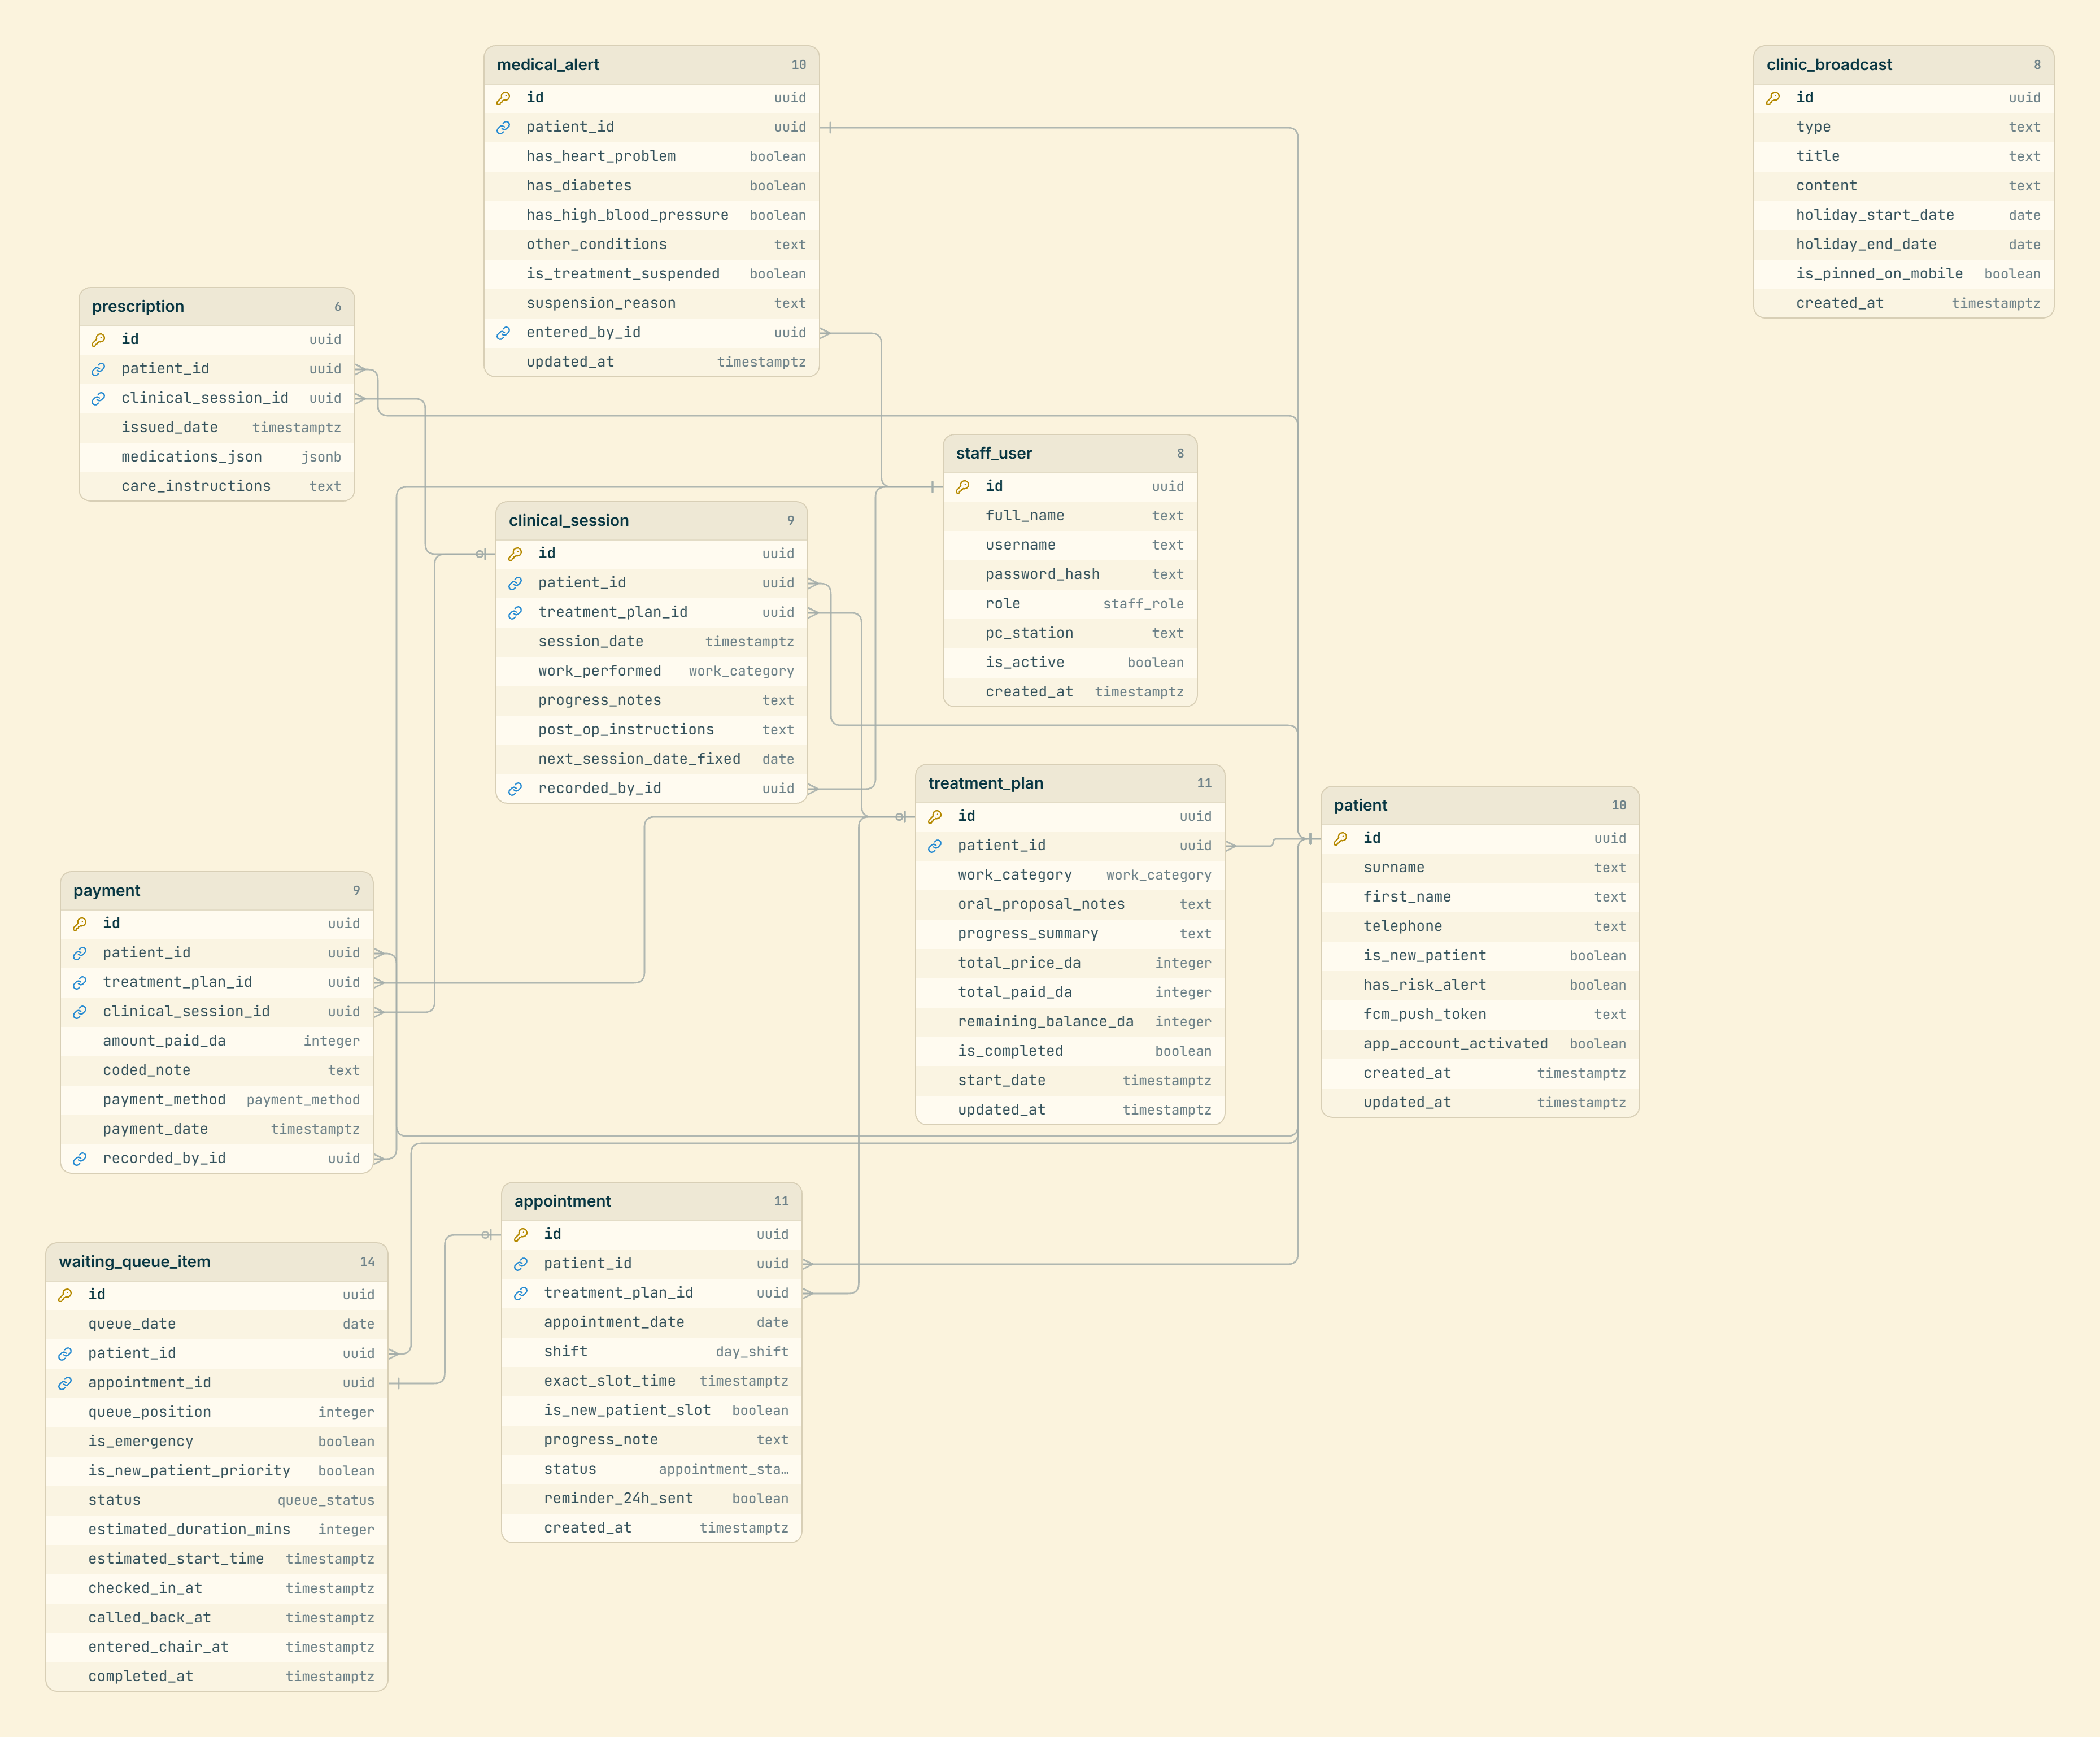 medical_alert 10
id uuid
patient_id uuid
has_heart_problem boolean
has_diabetes boolean
has_high_blood_pressure boolean
other_conditions text
is_treatment_suspended boolean
suspension_reason text
entered_by_id uuid
updated_at timestamptz
clinic_broadcast 8
id uuid
type text
title text
content text
holiday_start_date date
holiday_end_date date
is_pinned_on_mobile boolean
created_at timestamptz
prescription 6
id uuid
patient_id uuid
clinical_session_id uuid
issued_date timestamptz
medications_json jsonb
care_instructions text
staff_user 8
id uuid
full_name text
username text
password_hash text
role staff_role
pc_station text
is_active boolean
created_at timestamptz
clinical_session 9
id uuid
patient_id uuid
treatment_plan_id uuid
session_date timestamptz
work_performed work_category
progress_notes text
post_op_instructions text
next_session_date_fixed date
recorded_by_id uuid
treatment_plan 11
id uuid
patient_id uuid
work_category work_category
oral_proposal_notes text
progress_summary text
total_price_da integer
total_paid_da integer
remaining_balance_da integer
is_completed boolean
start_date timestamptz
updated_at timestamptz
patient 10
id uuid
surname text
first_name text
telephone text
is_new_patient boolean
has_risk_alert boolean
fcm_push_token text
app_account_activated boolean
created_at timestamptz
updated_at timestamptz
payment 9
id uuid
patient_id uuid
treatment_plan_id uuid
clinical_session_id uuid
amount_paid_da integer
coded_note text
payment_method payment_method
payment_date timestamptz
recorded_by_id uuid
appointment 11
id uuid
patient_id uuid
treatment_plan_id uuid
appointment_date date
shift day_shift
exact_slot_time timestamptz
is_new_patient_slot boolean
progress_note text
status appointment_sta…
reminder_24h_sent boolean
created_at timestamptz
waiting_queue_item 14
id uuid
queue_date date
patient_id uuid
appointment_id uuid
queue_position integer
is_emergency boolean
is_new_patient_priority boolean
status queue_status
estimated_duration_mins integer
estimated_start_time timestamptz
checked_in_at timestamptz
called_back_at timestamptz
entered_chair_at timestamptz
completed_at timestamptz